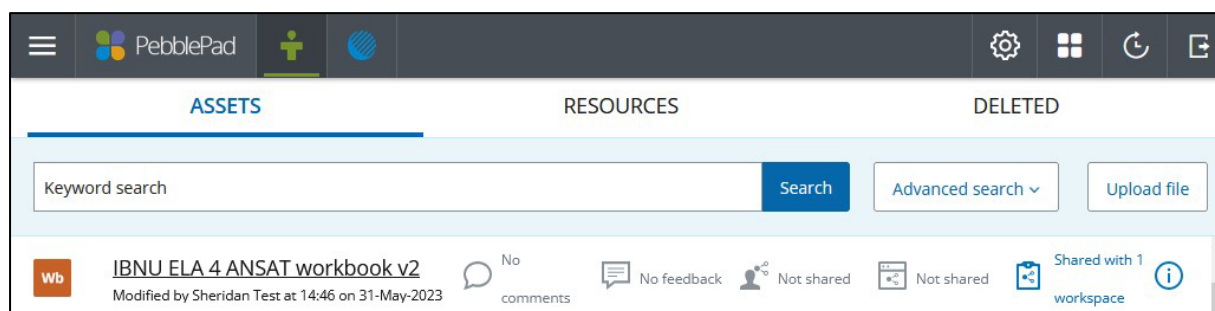 PebblePad
ASSETS RESOURCES DELETED
Keyword search Search Advanced search Upload file
Wb IBNU ELA 4 ANSAT workbook v2 No comments No feedback Not shared Not shared Shared with 1 workspace
Modified by Sheridan Test at 14:46 on 31-May-2023